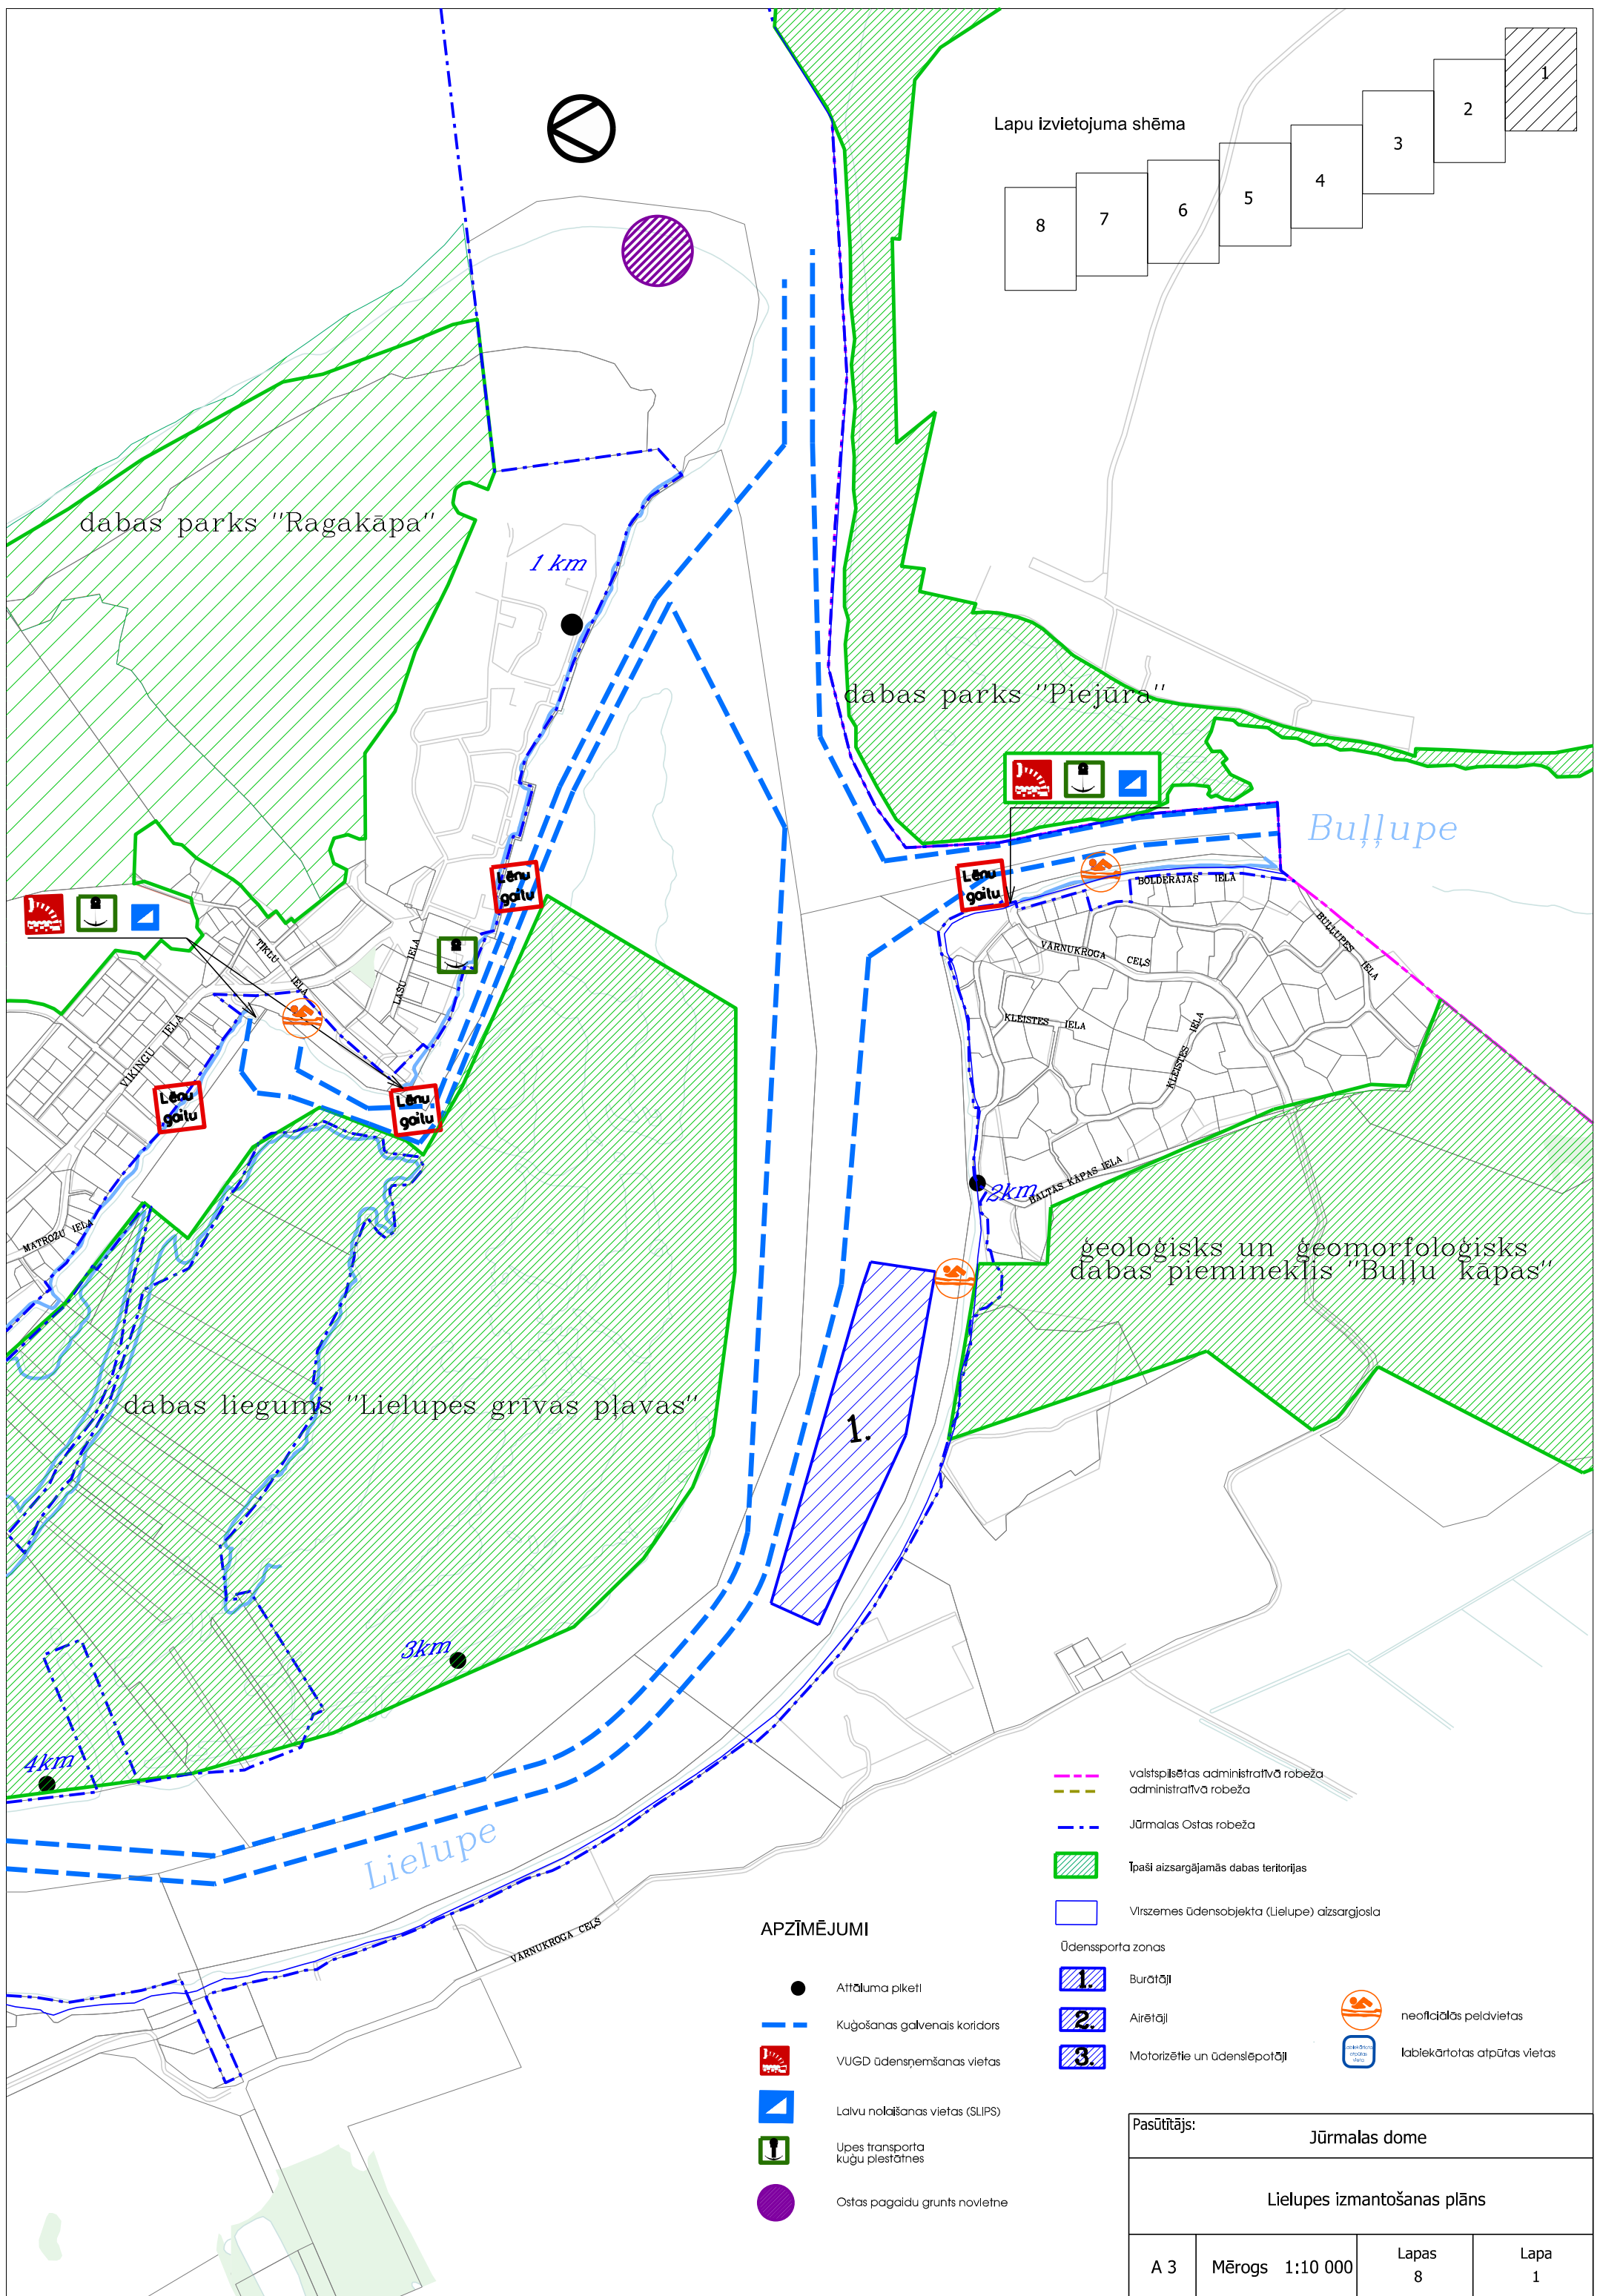 Lapu izvietojuma shēma
1
2
3
4
5
6
7
8
dabas parks "Ragakāpa"
1 km
dabas parks "Piejūra"
Buļļupe
Lēnu
gaitu
Lēnu
gaitu
BOLDERĀJAS IELA
BUĻĻUPES IELA
VĀRNUKROGA CEĻŠ
TĪKLU IELA
LAŠU IELA
KLEISTES IELA
KLEISTES IELA
VIKINGU IELA
Lēnu
gaitu
Lēnu
gaitu
MATROŽU IELA
BALTĀS KĀPAS IELA
2km
ģeoloģisks un ģeomorfoloģisks
dabas piemineklis "Buļļu kāpas"
dabas liegums "Lielupes grīvas pļavas"
1.
3km
4km
Lielupe
VĀRNUKROGA CEĻŠ
valstspilsētas administratīvā robeža
administratīvā robeža
Jūrmalas Ostas robeža
Īpaši aizsargājamās dabas teritorijas
Virszemes ūdensobjekta (Lielupe) aizsargjosla
APZĪMĒJUMI
Attāluma piketi
Kuģošanas galvenais koridors
VUGD ūdensņemšanas vietas
Laivu nolaišanas vietas (SLIPS)
Upes transporta
kuģu piestātnes
Ostas pagaidu grunts novietne
Ūdenssporta zonas
1. Burātāji
2. Airētāji
3. Motorizētie un ūdenslēpotāji
neoficiālās peldvietas
labiekārtotas atpūtas vietas
Pasūtītājs:
Jūrmalas dome
Lielupes izmantošanas plāns
A 3
Mērogs 1:10 000
Lapas
8
Lapa
1